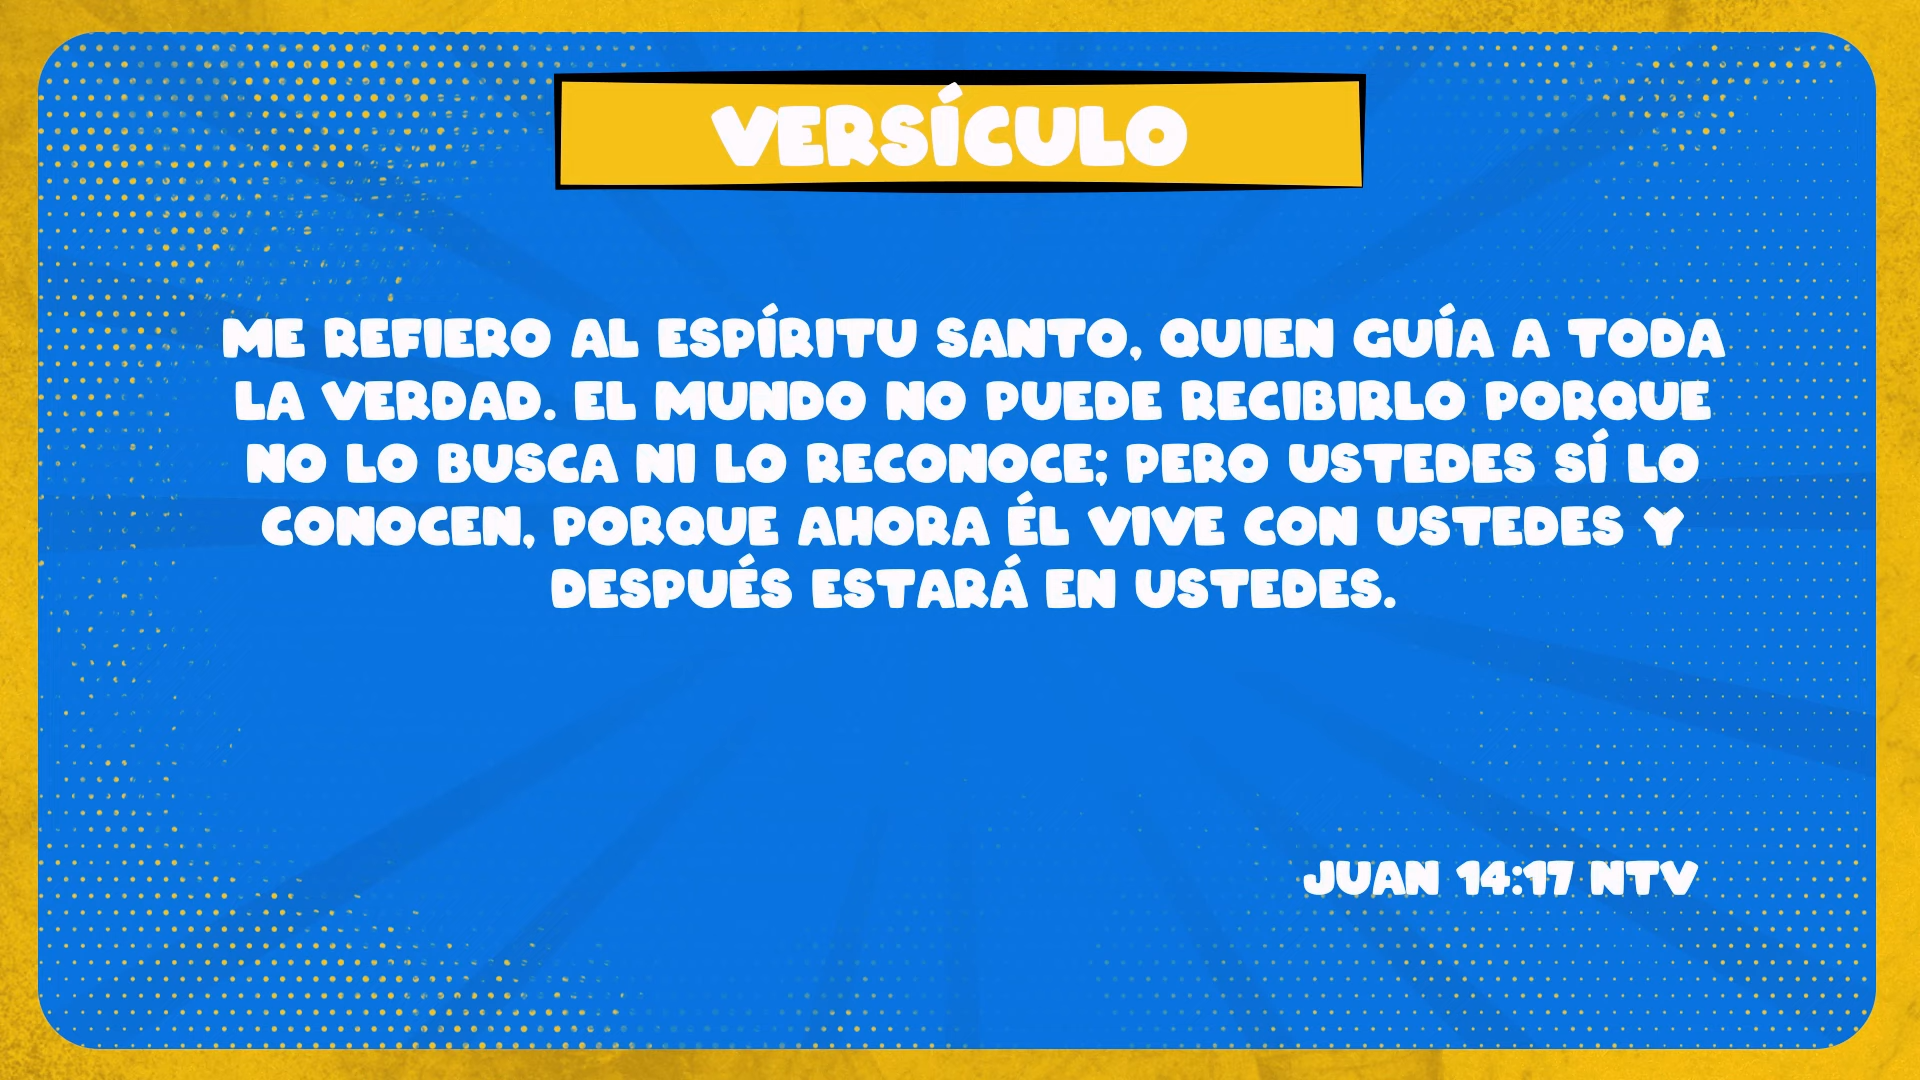 VERSÍCULO
ME REFIERO AL ESPÍRITU SANTO, QUIEN GUÍA A TODA
LA VERDAD. EL MUNDO NO PUEDE RECIBIRLO PORQUE
NO LO BUSCA NI LO RECONOCE; PERO USTEDES SÍ LO
CONOCEN, PORQUE AHORA ÉL VIVE CON USTEDES Y
DESPUÉS ESTARÁ EN USTEDES.
JUAN 14:17 NTV